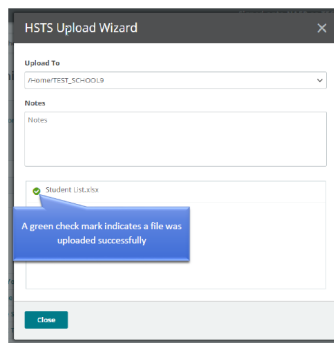 HSTS Upload Wizard
Upload To
/Home/TEST_SCHOOL9
Notes
Notes
Student List.xlsx
A green check mark indicates a file was
uploaded successfully
Close